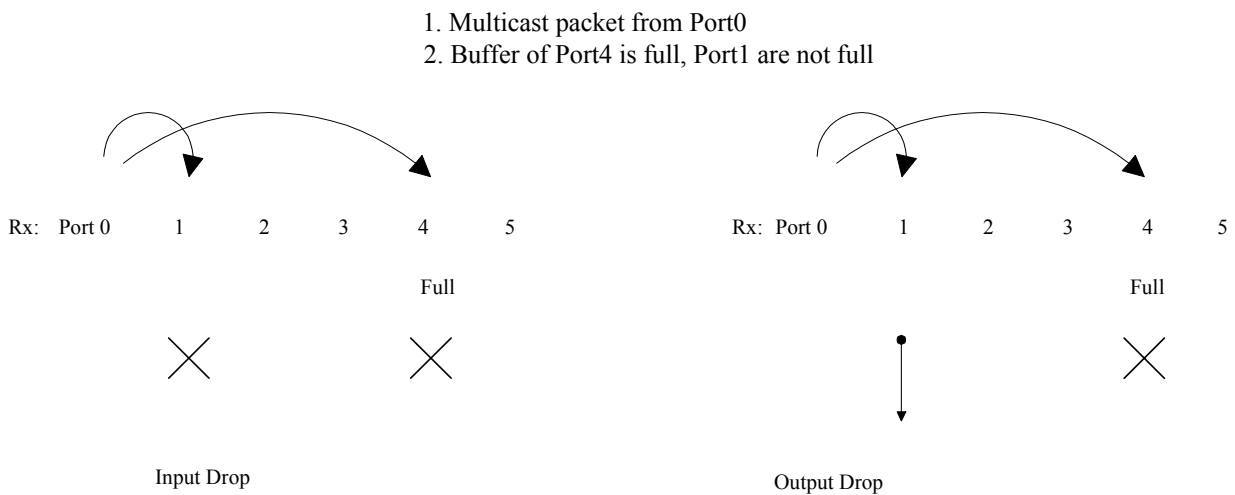 1. Multicast packet from Port0
2. Buffer of Port4 is full, Port1 are not full
Rx: Port 0 1 2 3 4 5
Full
Input Drop
Rx: Port 0 1 2 3 4 5
Full
Output Drop